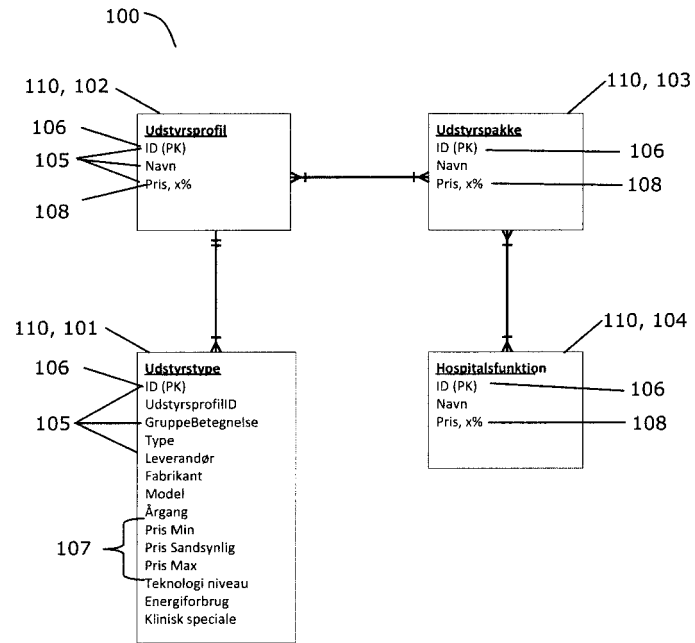 100
110, 102
110, 103
106
Udstyrsprofil
ID (PK)
Navn
Pris, x%
105
108
Udstyrspakke
ID (PK)
Navn
Pris, x%
106
108
110, 101
110, 104
106
105
107
Udstyrstype
ID (PK)
UdstyrsprofilID
GruppeBetegnelse
Type
Leverandør
Fabrikant
Model
Årgang
Pris Min
Pris Sandsynlig
Pris Max
Teknologi niveau
Energiforbrug
Klinisk speciale
Hospitalsfunktion
ID (PK)
Navn
Pris, x%
106
108